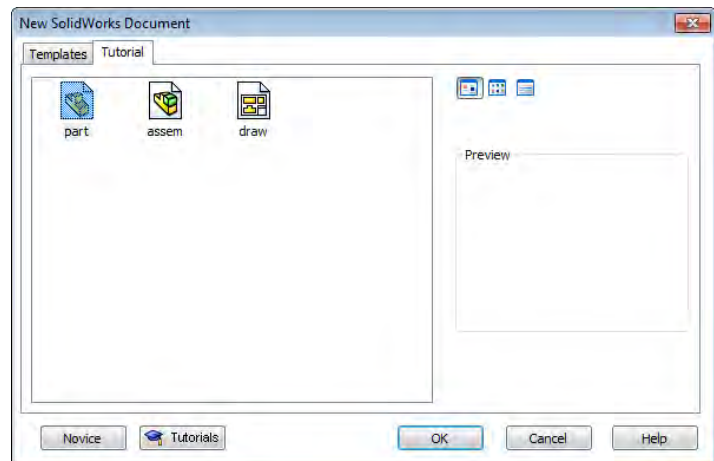 New SolidWorks Document
Templates Tutorial
part assem draw
Preview
Novice Tutorials OK Cancel Help